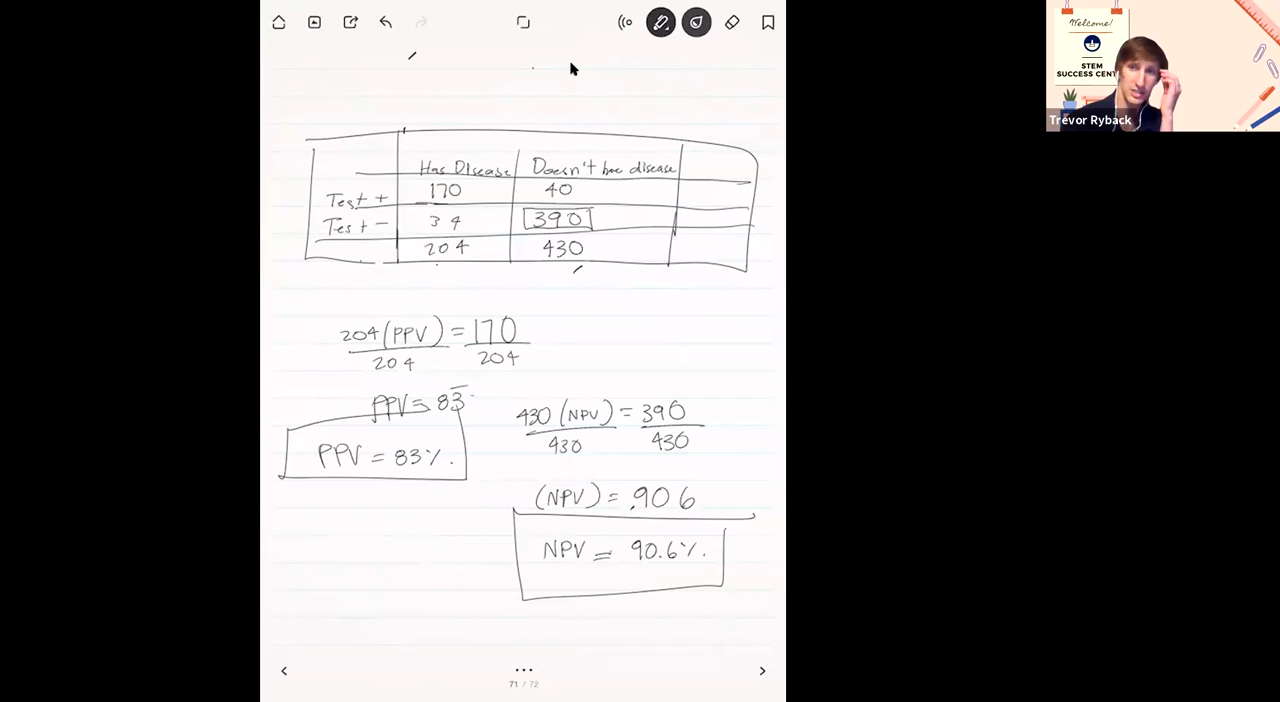 Welcome!
STEM
SUCCESS CENT
Trevor Ryback
Has Disease Doesn't have disease
Test + 170 40
Test - 34 390
204 430
204 (PPV) = 170
204 204
PPV = 83
PPV = 83%.
430 (NPV) = 390
430 430
(NPV) = .906
NPV = 90.6%.
71 / 72